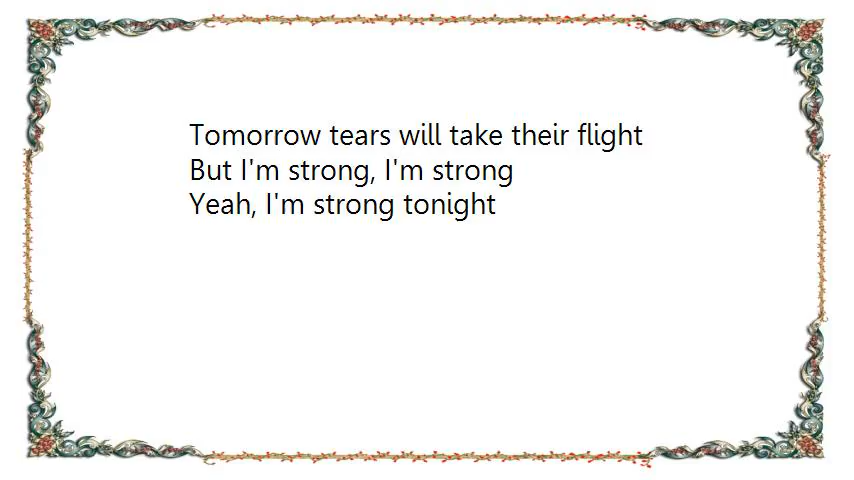 Tomorrow tears will take their flight
But I'm strong, I'm strong
Yeah, I'm strong tonight